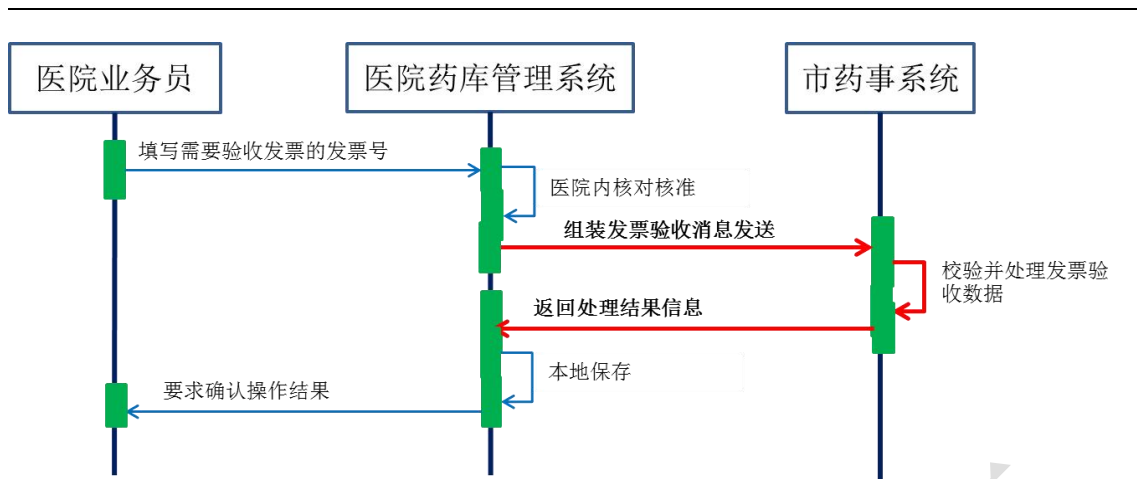 医院业务员
医院药库管理系统
市药事系统
填写需要验收发票的发票号
医院内核对核准
组装发票验收消息发送
校验并处理发票验
收数据
返回处理结果信息
本地保存
要求确认操作结果